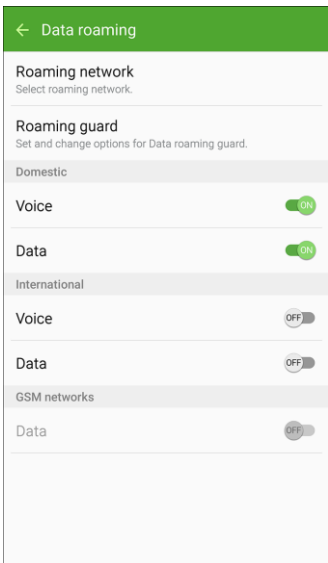 Data roaming
Roaming network
Select roaming network.
Roaming guard
Set and change options for Data roaming guard.
Domestic
Voice ON
Data ON
International
Voice OFF
Data OFF
GSM networks
Data OFF